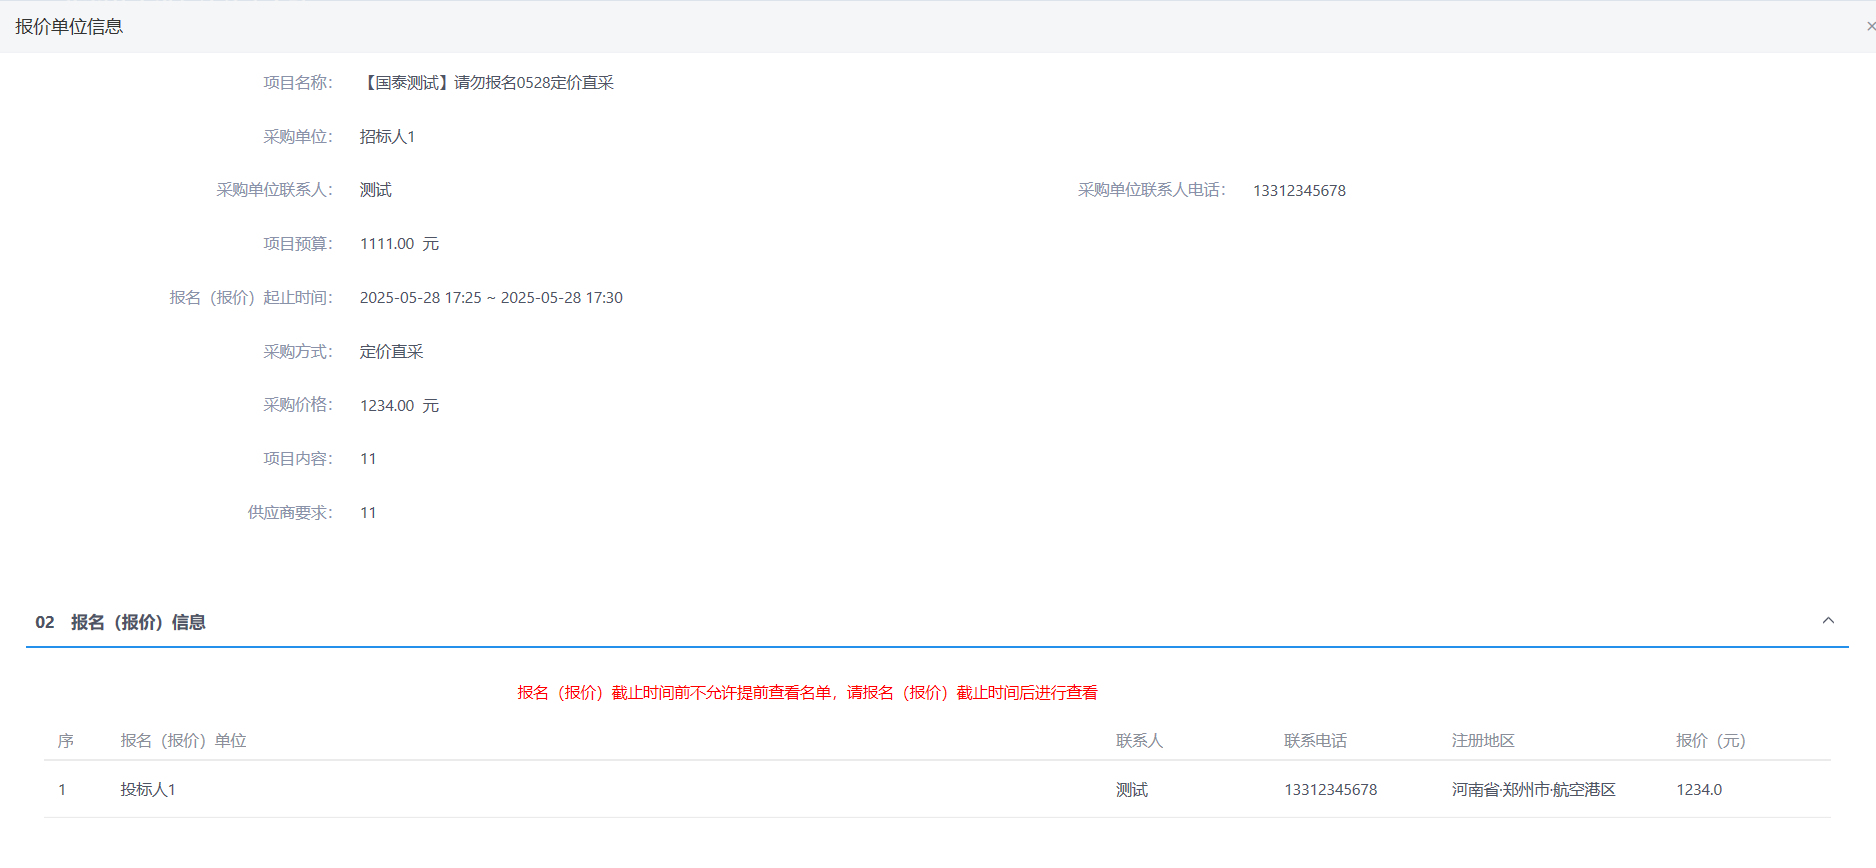 报价单位信息
项目名称： 【国泰测试】请勿报名0528定价直采
采购单位： 招标人1
采购单位联系人： 测试 采购单位联系人电话： 13312345678
项目预算： 1111.00 元
报名（报价）起止时间： 2025-05-28 17:25 ~ 2025-05-28 17:30
采购方式： 定价直采
采购价格： 1234.00 元
项目内容： 11
供应商要求： 11
02 报名（报价）信息
报名（报价）截止时间前不允许提前查看名单，请报名（报价）截止时间后进行查看
序 报名（报价）单位 联系人 联系电话 注册地区 报价（元）
1 投标人1 测试 13312345678 河南省·郑州市·航空港区 1234.0